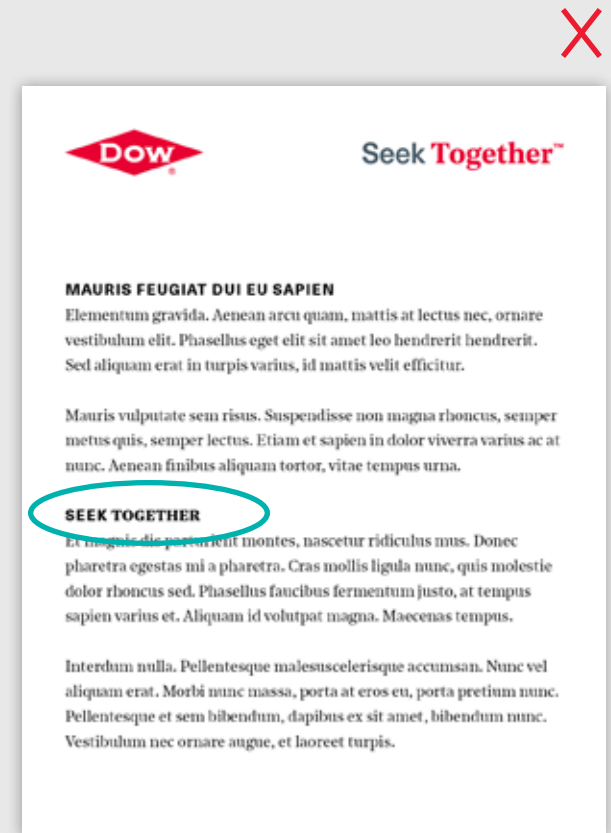 DOW®
Seek Together™
MAURIS FEUGIAT DUI EU SAPIEN
Elementum gravida. Aenean arcu quam, mattis at lectus nec, ornare
vestibulum elit. Phasellus eget elit sit amet leo hendrerit hendrerit.
Sed aliquam erat in turpis varius, id mattis velit efficitur.
Mauris vulputate sem risus. Suspendisse non magna rhoncus, semper
metus quis, semper lectus. Etiam et sapien in dolor viverra varius ac at
nunc. Aenean finibus aliquam tortor, vitae tempus urna.
SEEK TOGETHER
Et magnis dis parturient montes, nascetur ridiculus mus. Donec
pharetra egestas mi a pharetra. Cras mollis ligula nunc, quis molestie
dolor rhoncus sed. Phasellus faucibus fermentum justo, at tempus
sapien varius et. Aliquam id volutpat magna. Maecenas tempus.
Interdum nulla. Pellentesque malesuscelerisque accumsan. Nunc vel
aliquam erat. Morbi nunc massa, porta at eros eu, porta pretium nunc.
Pellentesque et sem bibendum, dapibus ex sit amet, bibendum nunc.
Vestibulum nec ornare augue, et laoreet turpis.